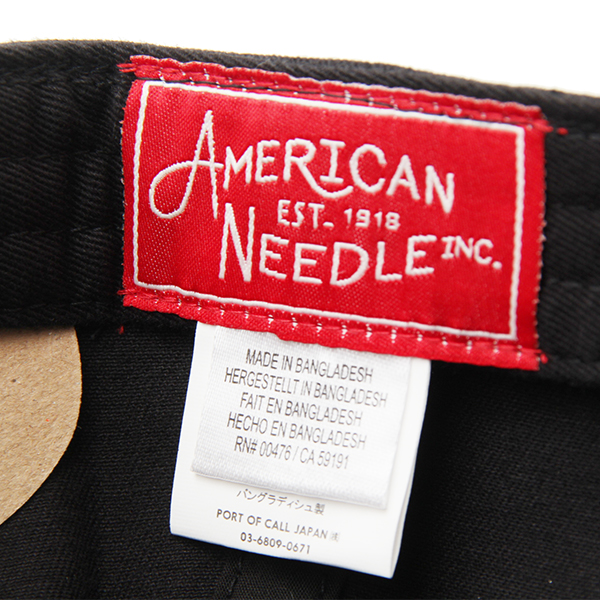 AMERICAN
EST. 1918
NEEDLE INC.
MADE IN BANGLADESH
HERGESTELLT IN BANGLADESH
FAIT EN BANGLADESH
HECHO EN BANGLADESH
RN# 00476 / CA 59191
バングラディシュ製
PORT OF CALL JAPAN ㈱
03-6809-0671